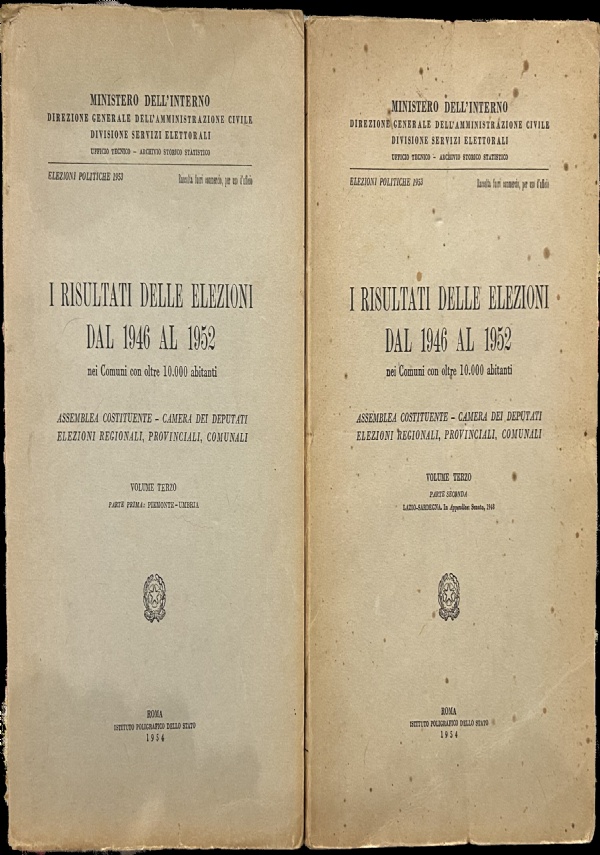 MINISTERO DELL'INTERNO
DIREZIONE GENERALE DELL'AMMINISTRAZIONE CIVILE
DIVISIONE SERVIZI ELETTORALI
UFFICIO TECNICO - ARCHIVIO STORICO STATISTICO
ELEZIONI POLITICHE 1953
Raccolta fuori commercio, per uso d'ufficio
I RISULTATI DELLE ELEZIONI
DAL 1946 AL 1952
nei Comuni con oltre 10.000 abitanti
ASSEMBLEA COSTITUENTE - CAMERA DEI DEPUTATI
ELEZIONI REGIONALI, PROVINCIALI, COMUNALI
VOLUME TERZO
PARTE PRIMA: PIEMONTE-UMBRIA
ROMA
ISTITUTO POLIGRAFICO DELLO STATO
1954
MINISTERO DELL'INTERNO
DIREZIONE GENERALE DELL'AMMINISTRAZIONE CIVILE
DIVISIONE SERVIZI ELETTORALI
UFFICIO TECNICO - ARCHIVIO STORICO STATISTICO
ELEZIONI POLITICHE 1953
Raccolta fuori commercio, per uso d'ufficio
I RISULTATI DELLE ELEZIONI
DAL 1946 AL 1952
nei Comuni con oltre 10.000 abitanti
ASSEMBLEA COSTITUENTE - CAMERA DEI DEPUTATI
ELEZIONI REGIONALI, PROVINCIALI, COMUNALI
VOLUME TERZO
PARTE SECONDA
LAZIO-SARDEGNA. In Appendice: Senato, 1948
ROMA
ISTITUTO POLIGRAFICO DELLO STATO
1954